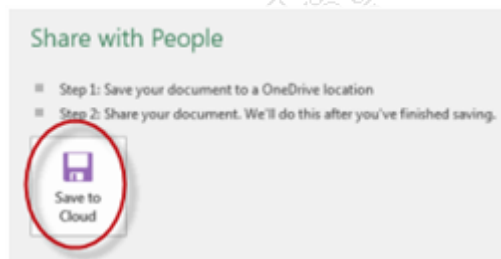 Share with People
Step 1: Save your document to a OneDrive location
Step 2: Share your document. We'll do this after you've finished saving.
Save to
Cloud